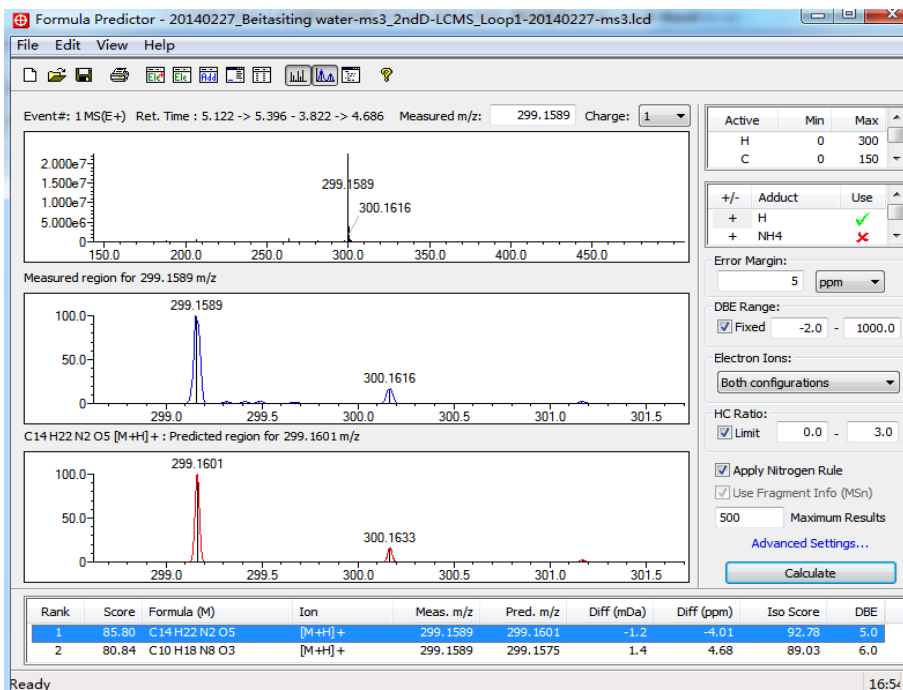 Formula Predictor - 20140227_Beitasiting water-ms3_2ndD-LCMS_Loop1-20140227-ms3.lcd
File Edit View Help
Event#: 1 MS(E+) Ret. Time : 5.122 -> 5.396 - 3.822 -> 4.686 Measured m/z: 299.1589 Charge: 1
2.000e7
1.500e7
1.000e7
5.000e6
0
299.1589
300.1616
150.0 200.0 250.0 300.0 350.0 400.0 450.0
Measured region for 299.1589 m/z
299.1589
100.0
50.0
0
300.1616
299.0 299.5 300.0 300.5 301.0 301.5
C14 H22 N2 O5 [M+H]+ : Predicted region for 299.1601 m/z
299.1601
100.0
50.0
0
300.1633
299.0 299.5 300.0 300.5 301.0 301.5
Active Min Max
H 0 300
C 0 150
+/- Adduct Use
+ H
+ NH4
Error Margin:
5 ppm
DBE Range:
Fixed -2.0 - 1000.0
Electron Ions:
Both configurations
HC Ratio:
Limit 0.0 - 3.0
Apply Nitrogen Rule
Use Fragment Info (MSn)
500 Maximum Results
Advanced Settings...
Calculate
Rank Score Formula (M) Ion Meas. m/z Pred. m/z Diff (mDa) Diff (ppm) Iso Score DBE
1 85.80 C14 H22 N2 O5 [M+H]+ 299.1589 299.1601 -1.2 -4.01 92.78 5.0
2 80.84 C10 H18 N8 O3 [M+H]+ 299.1589 299.1575 1.4 4.68 89.03 6.0
Ready 16:54